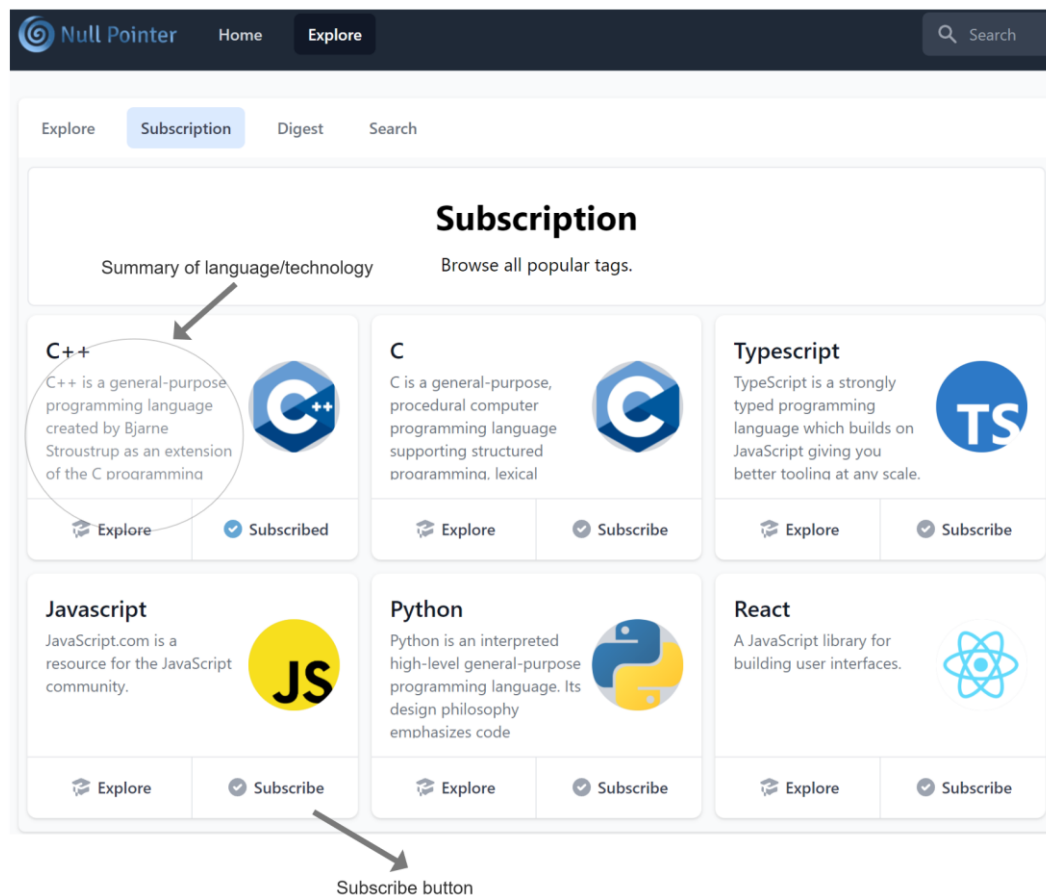 Null Pointer Home Explore Search
Explore Subscription Digest Search
Subscription
Browse all popular tags.
Summary of language/technology
C++
C++ is a general-purpose
programming language
created by Bjarne
Stroustrup as an extension
of the C programming
C++
Explore Subscribed
C
C is a general-purpose,
procedural computer
programming language
supporting structured
programming, lexical
C
Explore Subscribe
Typescript
TypeScript is a strongly
typed programming
language which builds on
JavaScript giving you
better tooling at any scale.
TS
Explore Subscribe
Javascript
JavaScript.com is a
resource for the JavaScript
community.
JS
Explore Subscribe
Python
Python is an interpreted
high-level general-purpose
programming language. Its
design philosophy
emphasizes code
Explore Subscribe
React
A JavaScript library for
building user interfaces.
Explore Subscribe
Subscribe button